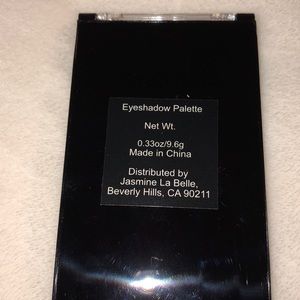 Eyeshadow Palette
Net Wt.
0.33oz/9.6g
Made in China
Distributed by
Jasmine La Belle,
Beverly Hills, CA 90211